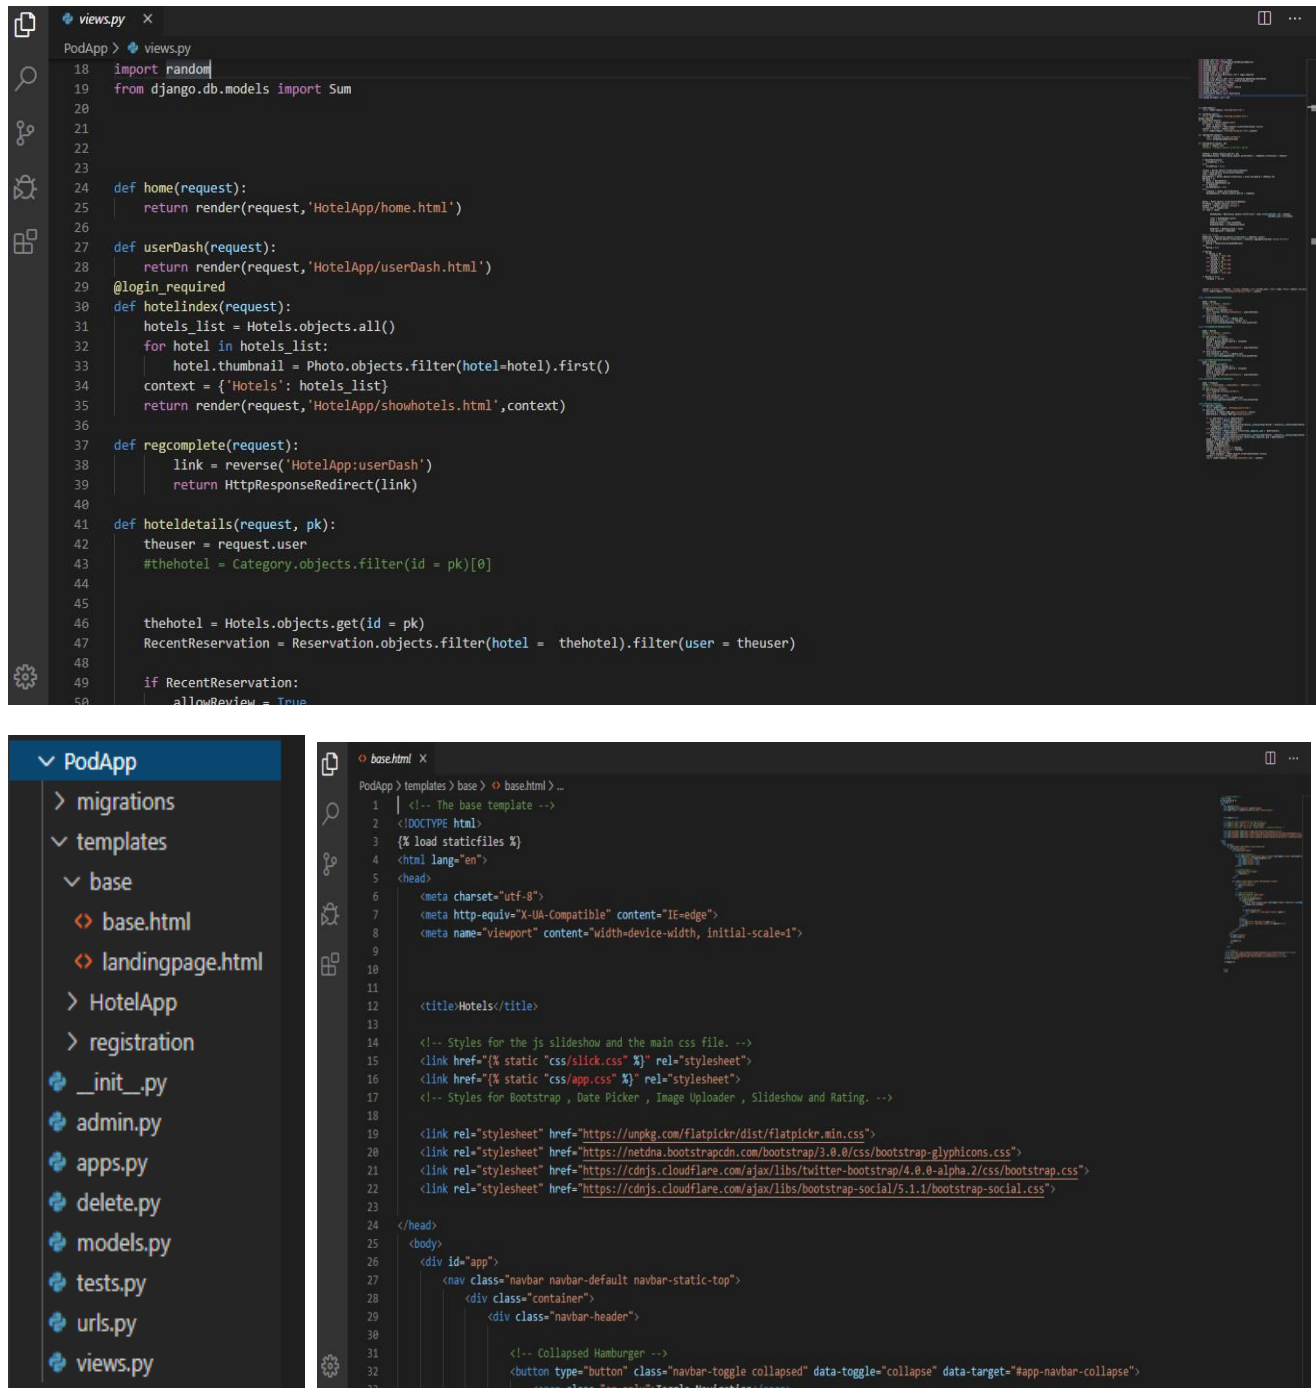 views.py ×
PodApp > views.py
18 import random
19 from django.db.models import Sum
20
21
22
23
24 def home(request):
25 return render(request,'HotelApp/home.html')
26
27 def userDash(request):
28 return render(request,'HotelApp/userDash.html')
29 @login_required
30 def hotelindex(request):
31 hotels_list = Hotels.objects.all()
32 for hotel in hotels_list:
33 hotel.thumbnail = Photo.objects.filter(hotel=hotel).first()
34 context = {'Hotels': hotels_list}
35 return render(request,'HotelApp/showhotels.html',context)
36
37 def regcomplete(request):
38 link = reverse('HotelApp:userDash')
39 return HttpResponseRedirect(link)
40
41 def hoteldetails(request, pk):
42 theuser = request.user
43 #thehotel = Category.objects.filter(id = pk)[0]
44
45
46 thehotel = Hotels.objects.get(id = pk)
47 RecentReservation = Reservation.objects.filter(hotel =  thehotel).filter(user = theuser)
48
49 if RecentReservation:
50 allowReview = True
PodApp
migrations
templates
base
base.html
landingpage.html
HotelApp
registration
__init__.py
admin.py
apps.py
delete.py
models.py
tests.py
urls.py
views.py
base.html ×
PodApp > templates > base > base.html > ...
1 <!-- The base template -->
2 <!DOCTYPE html>
3 {% load staticfiles %}
4 <html lang="en">
5 <head>
6 <meta charset="utf-8">
7 <meta http-equiv="X-UA-Compatible" content="IE=edge">
8 <meta name="viewport" content="width=device-width, initial-scale=1">
9
10
11
12 <title>Hotels</title>
13
14 <!-- Styles for the js slideshow and the main css file. -->
15 <link href="{% static "css/slick.css" %}" rel="stylesheet">
16 <link href="{% static "css/app.css" %}" rel="stylesheet">
17 <!-- Styles for Bootstrap , Date Picker , Image Uploader , Slideshow and Rating. -->
18
19 <link rel="stylesheet" href="https://unpkg.com/flatpickr/dist/flatpickr.min.css">
20 <link rel="stylesheet" href="https://netdna.bootstrapcdn.com/bootstrap/3.0.0/css/bootstrap-glyphicons.css">
21 <link rel="stylesheet" href="https://cdnjs.cloudflare.com/ajax/libs/twitter-bootstrap/4.0.0-alpha.2/css/bootstrap.css">
22 <link rel="stylesheet" href="https://cdnjs.cloudflare.com/ajax/libs/bootstrap-social/5.1.1/bootstrap-social.css">
23
24 </head>
25 <body>
26 <div id="app">
27 <nav class="navbar navbar-default navbar-static-top">
28 <div class="container">
29 <div class="navbar-header">
30
31 <!-- Collapsed Hamburger -->
32 <button type="button" class="navbar-toggle collapsed" data-toggle="collapse" data-target="#app-navbar-collapse">